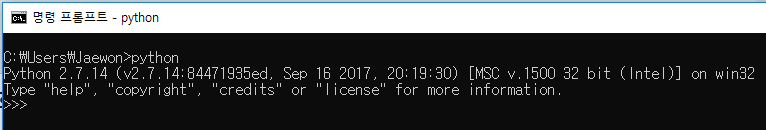 명령 프롬프트 - python
C:\Users\Jaewon>python
Python 2.7.14 (v2.7.14:84471935ed, Sep 16 2017, 20:19:30) [MSC v.1500 32 bit (Intel)] on win32
Type "help", "copyright", "credits" or "license" for more information.
>>>